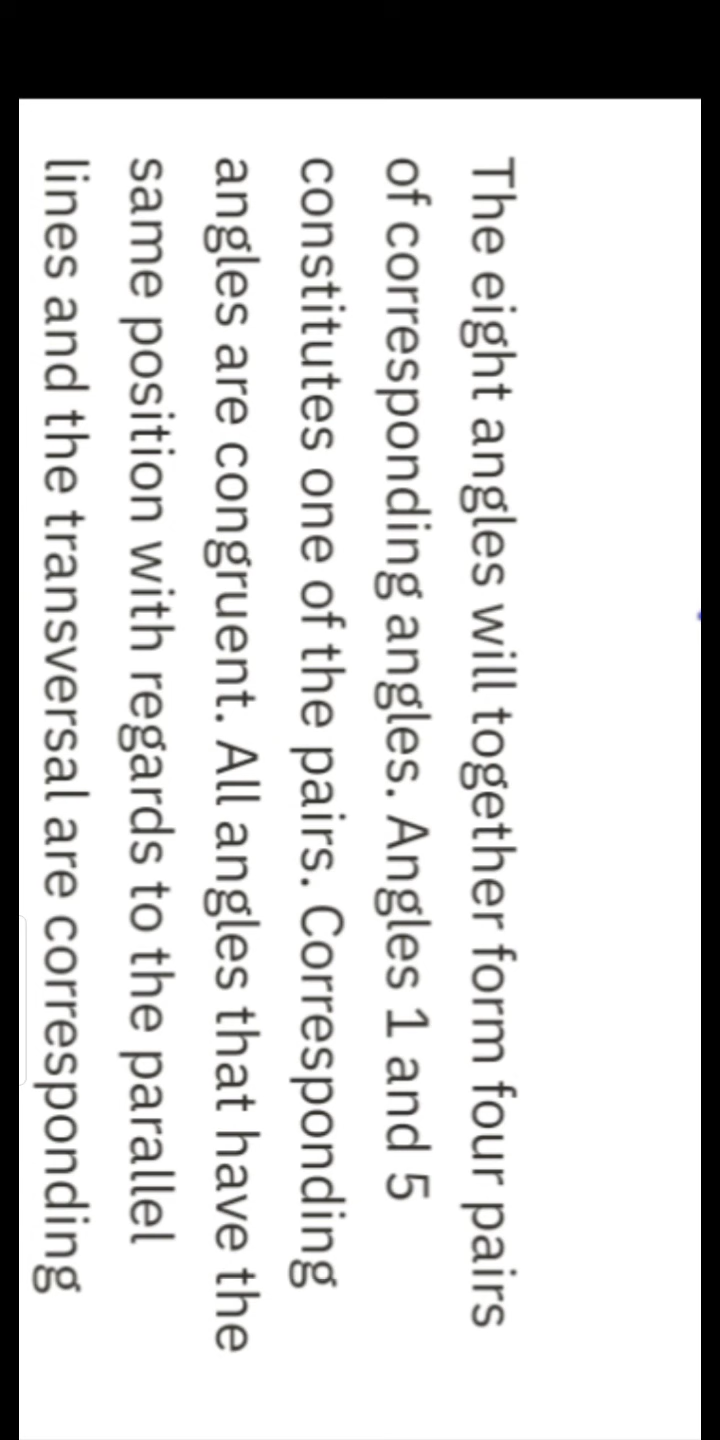 The eight angles will together form four pairs
of corresponding angles. Angles 1 and 5
constitutes one of the pairs. Corresponding
angles are congruent. All angles that have the
same position with regards to the parallel
lines and the transversal are corresponding